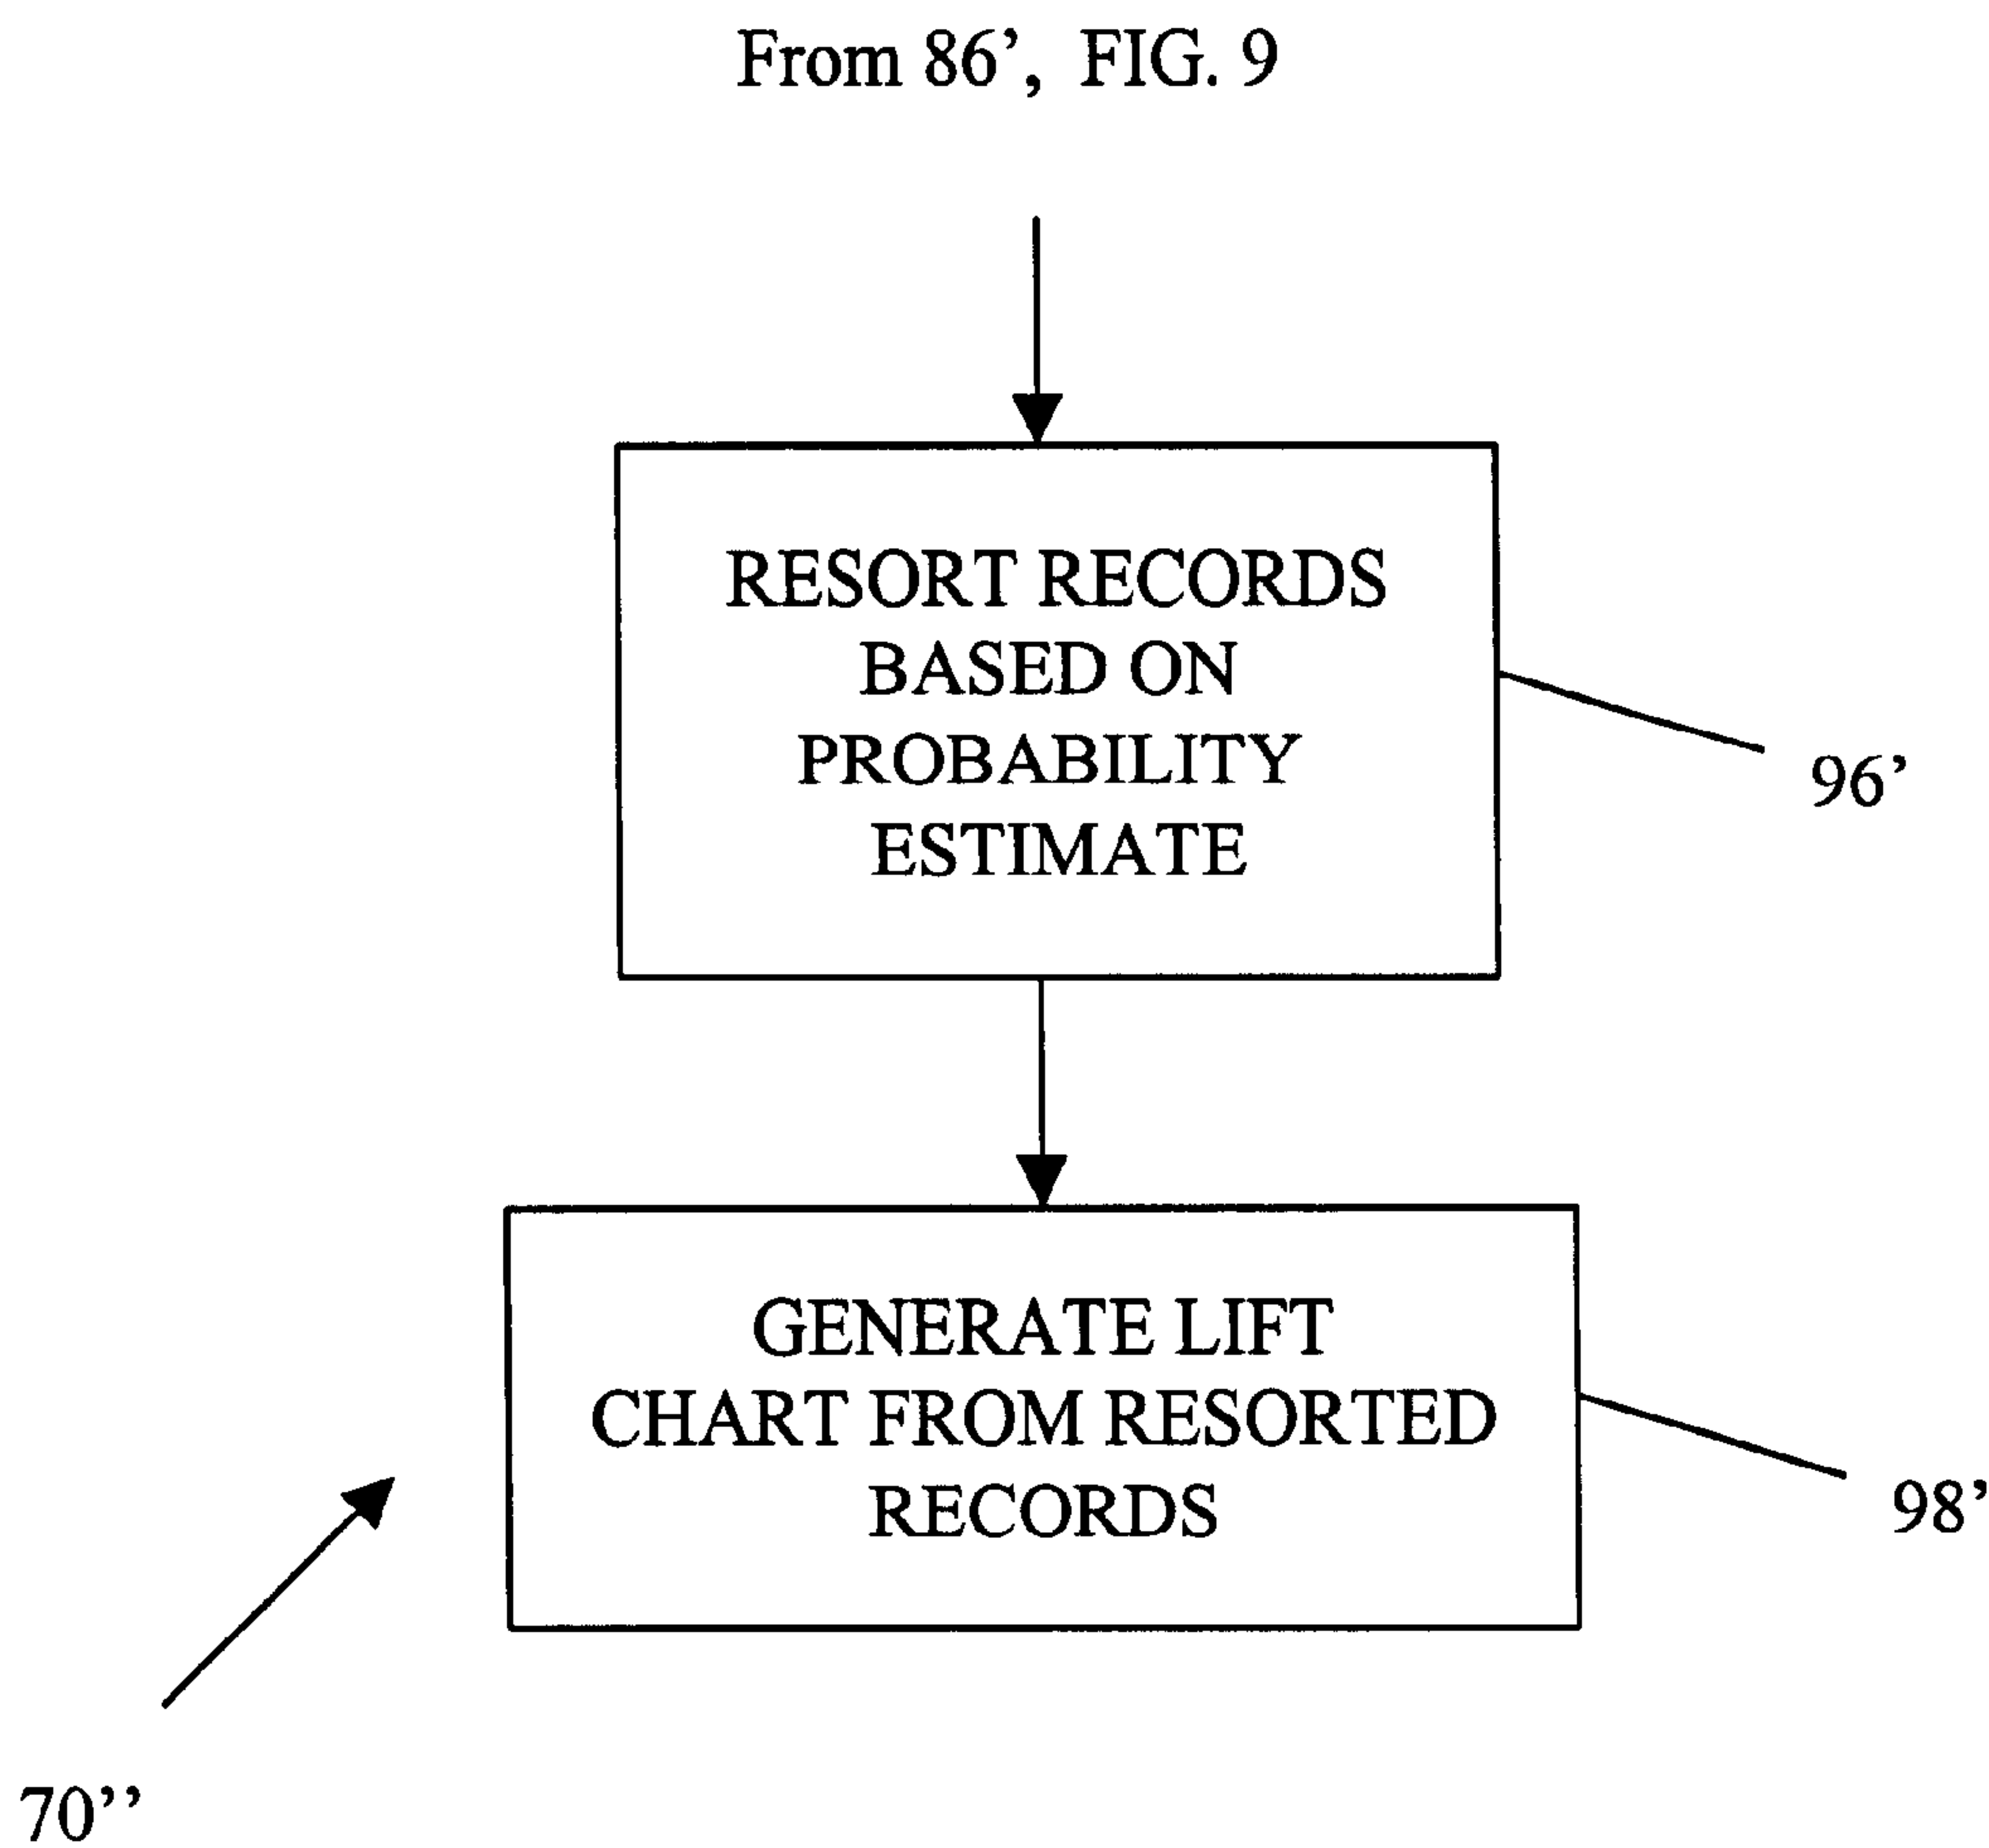 From 86’, FIG. 9
RESORT RECORDS
BASED ON
PROBABILITY
ESTIMATE
96’
GENERATE LIFT
CHART FROM RESORTED
RECORDS
98’
70’’